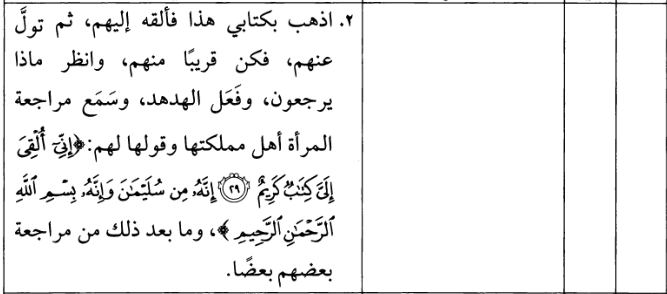 ٢. اذهب بكتابي هذا فألقه إليهم، ثم تولَّ
عنهم، فكن قريبًا منهم، وانظر ماذا
يرجعون، وفَعَل الهدهد، وسَمَع مراجعة
المرأة أهل مملكتها وقولها لهم: ﴿إِنِّيٓ أُلۡقِيَ
إِلَيَّ كِتَٰبٞ كَرِيمٌ ۝٢٩ إِنَّهُۥ مِن سُلَيۡمَٰنَ وَإِنَّهُۥ بِسۡمِ ٱللَّهِ
ٱلرَّحۡمَٰنِ ٱلرَّحِيمِ﴾، وما بعد ذلك من مراجعة
بعضهم بعضًا.